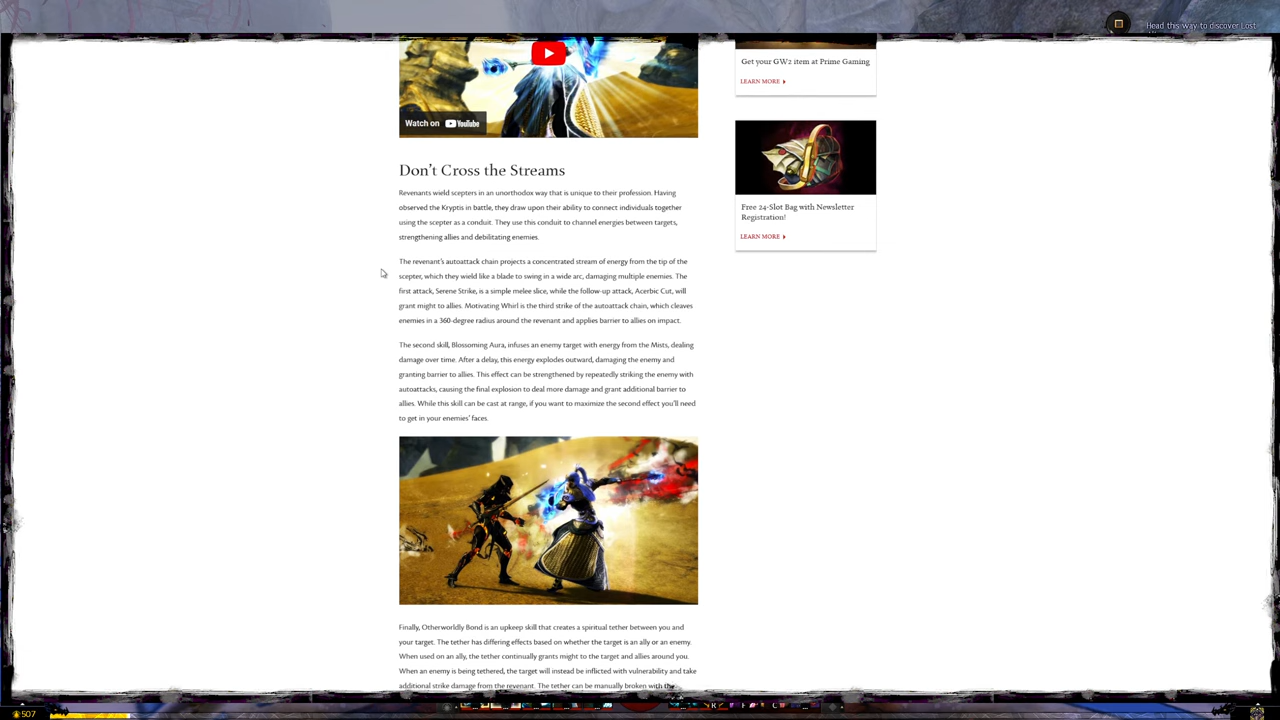 Head this way to discover Lost
Get your GW2 item at Prime Gaming
LEARN MORE
Watch on YouTube
Free 24-Slot Bag with Newsletter
Registration!
LEARN MORE
Don't Cross the Streams
Revenants wield scepters in an unorthodox way that is unique to their profession. Having
observed the Kryptis in battle, they draw upon their ability to connect individuals together
using the scepter as a conduit. They use this conduit to channel energies between targets,
strengthening allies and debilitating enemies.
The revenant's autoattack chain projects a concentrated stream of energy from the tip of the
scepter, which they wield like a blade to swing in a wide arc, damaging multiple enemies. The
first attack, Serene Strike, is a simple melee slice, while the follow-up attack, Acerbic Cut, will
grant might to allies. Motivating Whirl is the third strike of the autoattack chain, which cleaves
enemies in a 360-degree radius around the revenant and applies barrier to allies on impact.
The second skill, Blossoming Aura, infuses an enemy target with energy from the Mists, dealing
damage over time. After a delay, this energy explodes outward, damaging the enemy and
granting barrier to allies. This effect can be strengthened by repeatedly striking the enemy with
autoattacks, causing the final explosion to deal more damage and grant additional barrier to
allies. While this skill can be cast at range, if you want to maximize the second effect you'll need
to get in your enemies' faces.
Finally, Otherworldly Bond is an upkeep skill that creates a spiritual tether between you and
your target. The tether has differing effects based on whether the target is an ally or an enemy.
When used on an ally, the tether continually grants might to the target and allies around you.
When an enemy is being tethered, the target will instead be inflicted with vulnerability and take
additional strike damage from the revenant. The tether can be manually broken with the
507